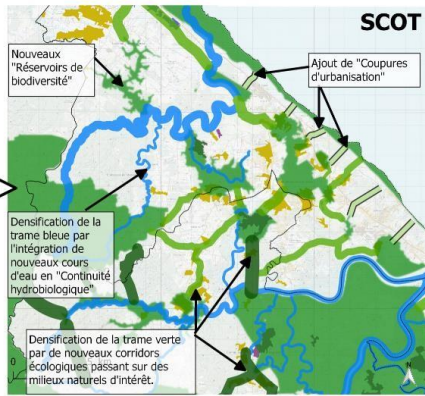 SCOT
Nouveaux
"Réservoirs de
biodiversité"
Ajout de "Coupures
d'urbanisation"
Densification de la
trame bleue par
l'intégration de
nouveaux cours
d'eau en "Continuité
hydrobiologique"
Densification de la trame verte
par de nouveaux corridors
écologiques passant sur des
milieux naturels d'intérêt.
0
km
N